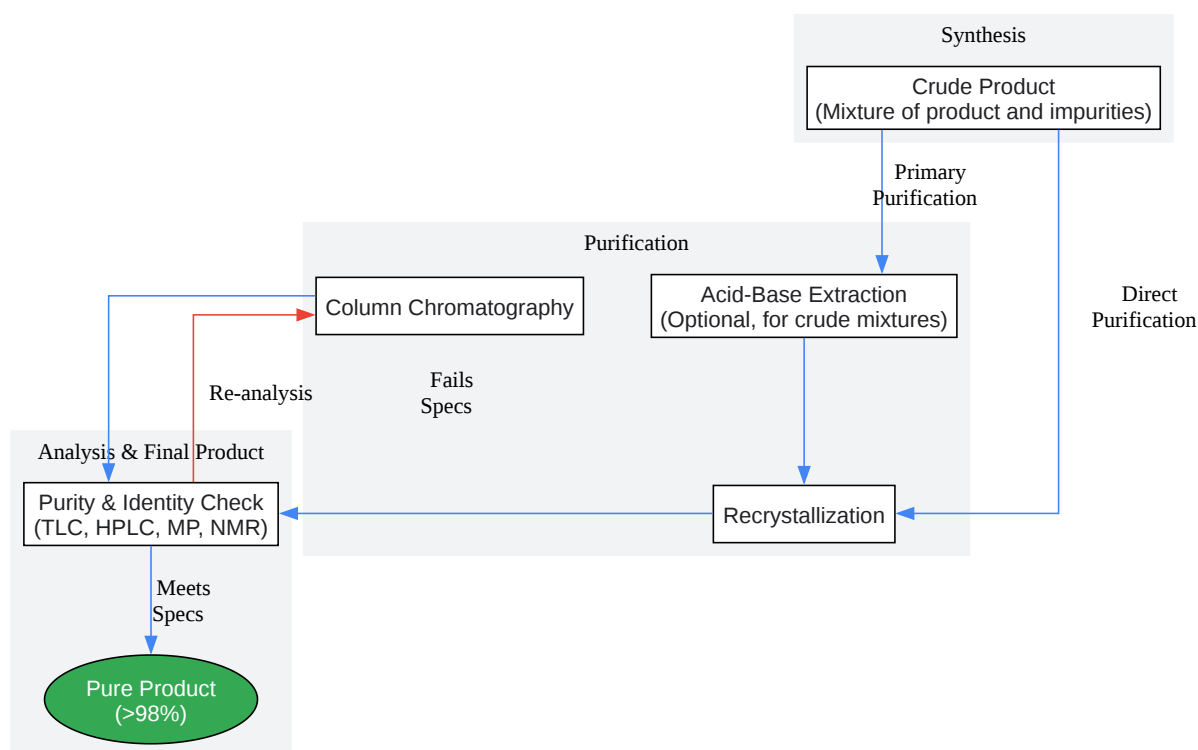 Synthesis
Crude Product
(Mixture of product and impurities)
Primary
Purification
Purification
Column Chromatography
Acid-Base Extraction
(Optional, for crude mixtures)
Direct
Purification
Re-analysis
Fails
Specs
Analysis & Final Product
Purity & Identity Check
(TLC, HPLC, MP, NMR)
Recrystallization
Meets
Specs
Pure Product
(>98%)